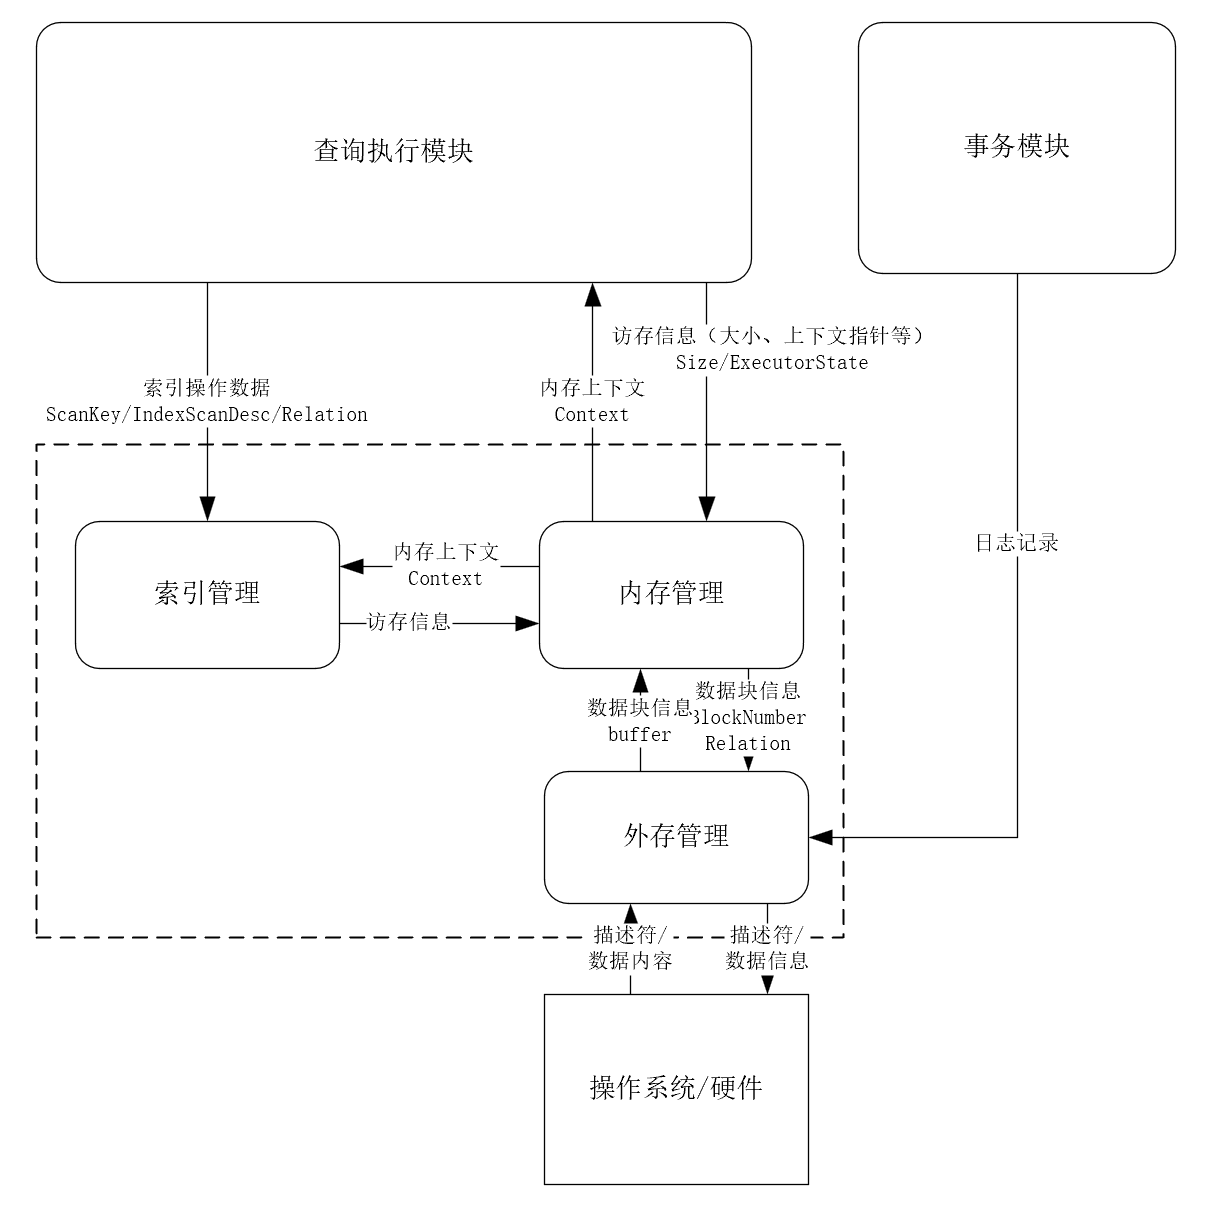 查询执行模块
事务模块
访存信息（大小、上下文指针等）
Size/ExecutorState
索引操作数据
ScanKey/IndexScanDesc/Relation
内存上下文
Context
日志记录
内存上下文
Context
索引管理
内存管理
访存信息
数据块信息
buffer
数据块信息
BlockNumber
Relation
外存管理
描述符/
数据内容
描述符/
数据信息
操作系统/硬件